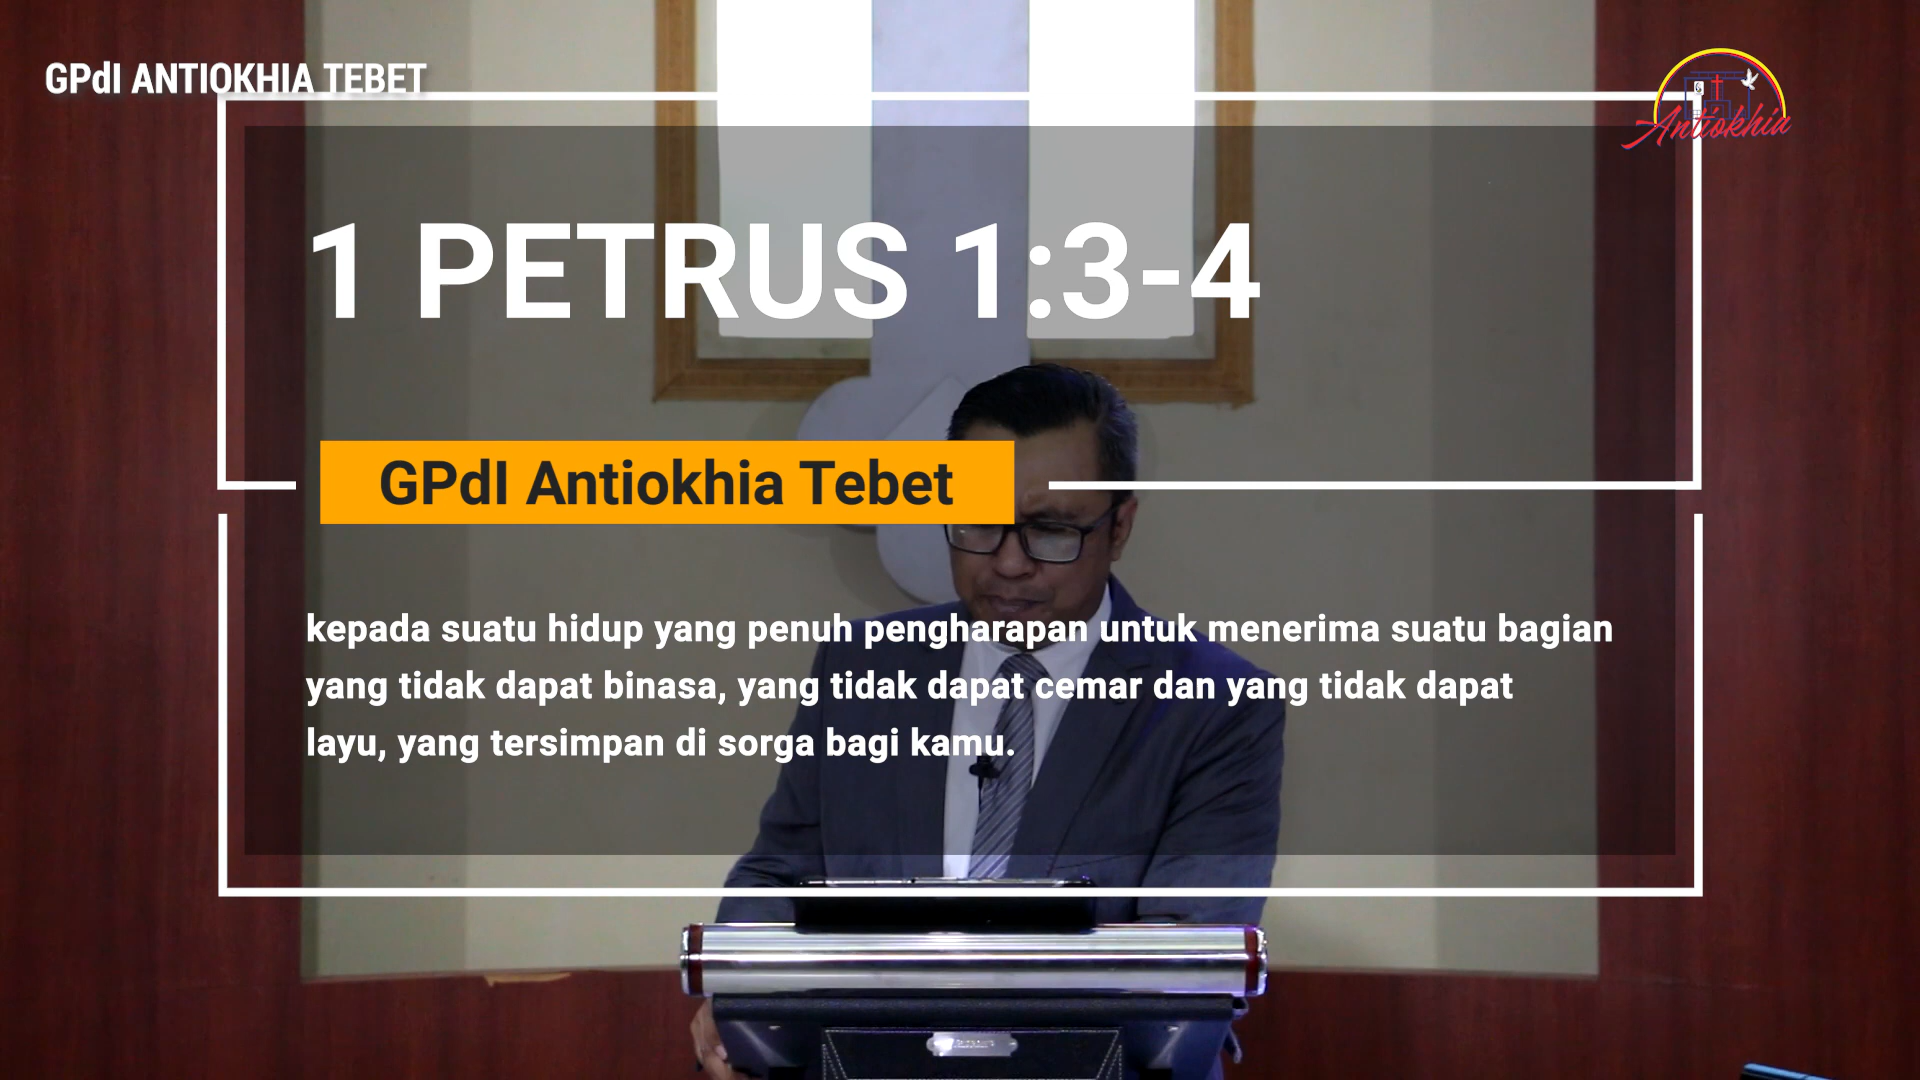 GPdI ANTIOKHIA TEBET
Antiokhia
1 PETRUS 1:3-4
GPdI Antiokhia Tebet
kepada suatu hidup yang penuh pengharapan untuk menerima suatu bagian
yang tidak dapat binasa, yang tidak dapat cemar dan yang tidak dapat
layu, yang tersimpan di sorga bagi kamu.